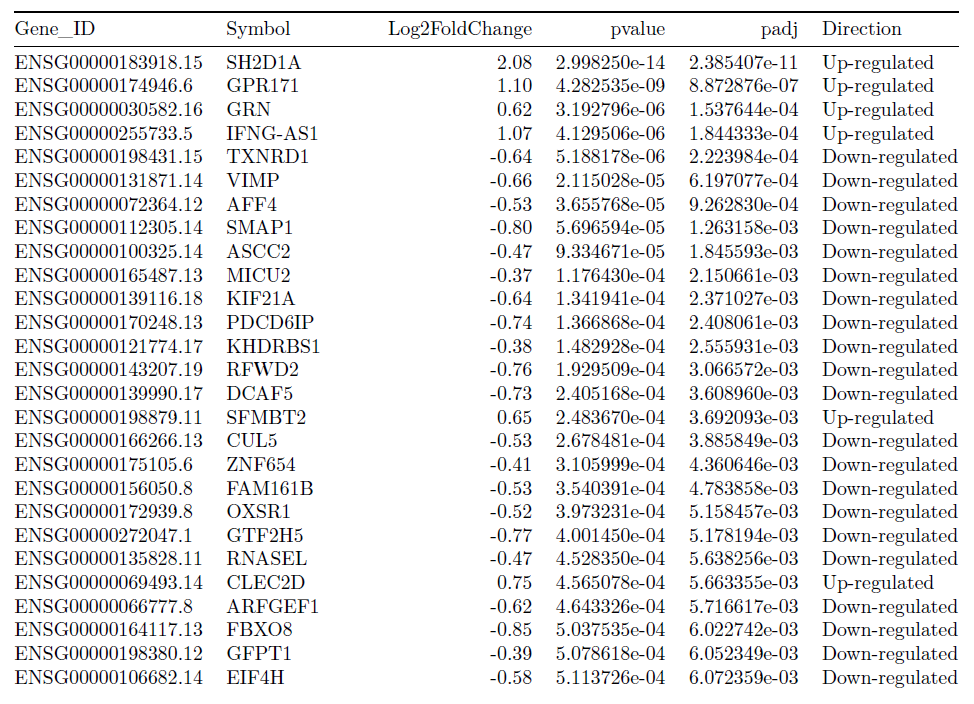 Gene_ID Symbol Log2FoldChange pvalue padj Direction
ENSG00000183918.15 SH2D1A 2.08 2.998250e-14 2.385407e-11 Up-regulated
ENSG00000174946.6 GPR171 1.10 4.282535e-09 8.872876e-07 Up-regulated
ENSG00000030582.16 GRN 0.62 3.192796e-06 1.537644e-04 Up-regulated
ENSG00000255733.5 IFNG-AS1 1.07 4.129506e-06 1.844333e-04 Up-regulated
ENSG00000198431.15 TXNRD1 -0.64 5.188178e-06 2.223984e-04 Down-regulated
ENSG00000131871.14 VIMP -0.66 2.115028e-05 6.197077e-04 Down-regulated
ENSG00000072364.12 AFF4 -0.53 3.655768e-05 9.262830e-04 Down-regulated
ENSG00000112305.14 SMAP1 -0.80 5.696594e-05 1.263158e-03 Down-regulated
ENSG00000100325.14 ASCC2 -0.47 9.334671e-05 1.845593e-03 Down-regulated
ENSG00000165487.13 MICU2 -0.37 1.176430e-04 2.150661e-03 Down-regulated
ENSG00000139116.18 KIF21A -0.64 1.341941e-04 2.371027e-03 Down-regulated
ENSG00000170248.13 PDCD6IP -0.74 1.366868e-04 2.408061e-03 Down-regulated
ENSG00000121774.17 KHDRBS1 -0.38 1.482928e-04 2.555931e-03 Down-regulated
ENSG00000143207.19 RFWD2 -0.76 1.929509e-04 3.066572e-03 Down-regulated
ENSG00000139990.17 DCAF5 -0.73 2.405168e-04 3.608960e-03 Down-regulated
ENSG00000198879.11 SFMBT2 0.65 2.483670e-04 3.692093e-03 Up-regulated
ENSG00000166266.13 CUL5 -0.53 2.678481e-04 3.885849e-03 Down-regulated
ENSG00000175105.6 ZNF654 -0.41 3.105999e-04 4.360646e-03 Down-regulated
ENSG00000156050.8 FAM161B -0.53 3.540391e-04 4.783858e-03 Down-regulated
ENSG00000172939.8 OXSR1 -0.52 3.973231e-04 5.158457e-03 Down-regulated
ENSG00000272047.1 GTF2H5 -0.77 4.001450e-04 5.178194e-03 Down-regulated
ENSG00000135828.11 RNASEL -0.47 4.528350e-04 5.638256e-03 Down-regulated
ENSG00000069493.14 CLEC2D 0.75 4.565078e-04 5.663355e-03 Up-regulated
ENSG00000066777.8 ARFGEF1 -0.62 4.643326e-04 5.716617e-03 Down-regulated
ENSG00000164117.13 FBXO8 -0.85 5.037535e-04 6.022742e-03 Down-regulated
ENSG00000198380.12 GFPT1 -0.39 5.078618e-04 6.052349e-03 Down-regulated
ENSG00000106682.14 EIF4H -0.58 5.113726e-04 6.072359e-03 Down-regulated